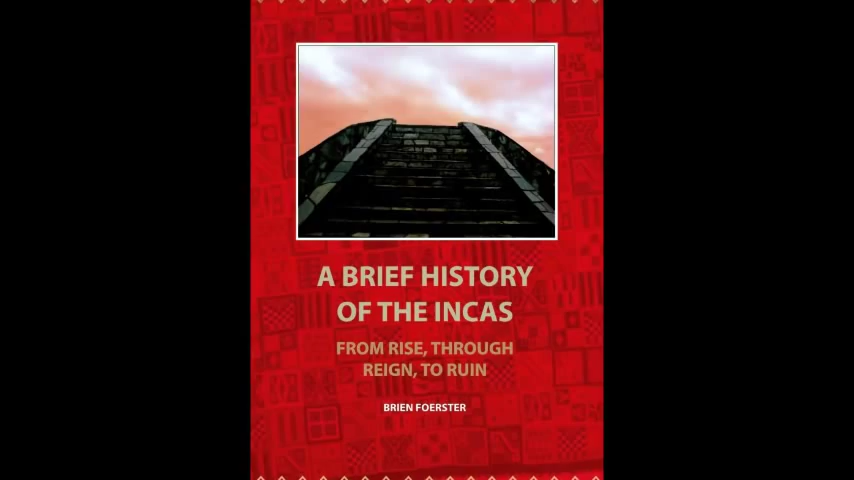 A BRIEF HISTORY
OF THE INCAS
FROM RISE, THROUGH
REIGN, TO RUIN
BRIEN FOERSTER